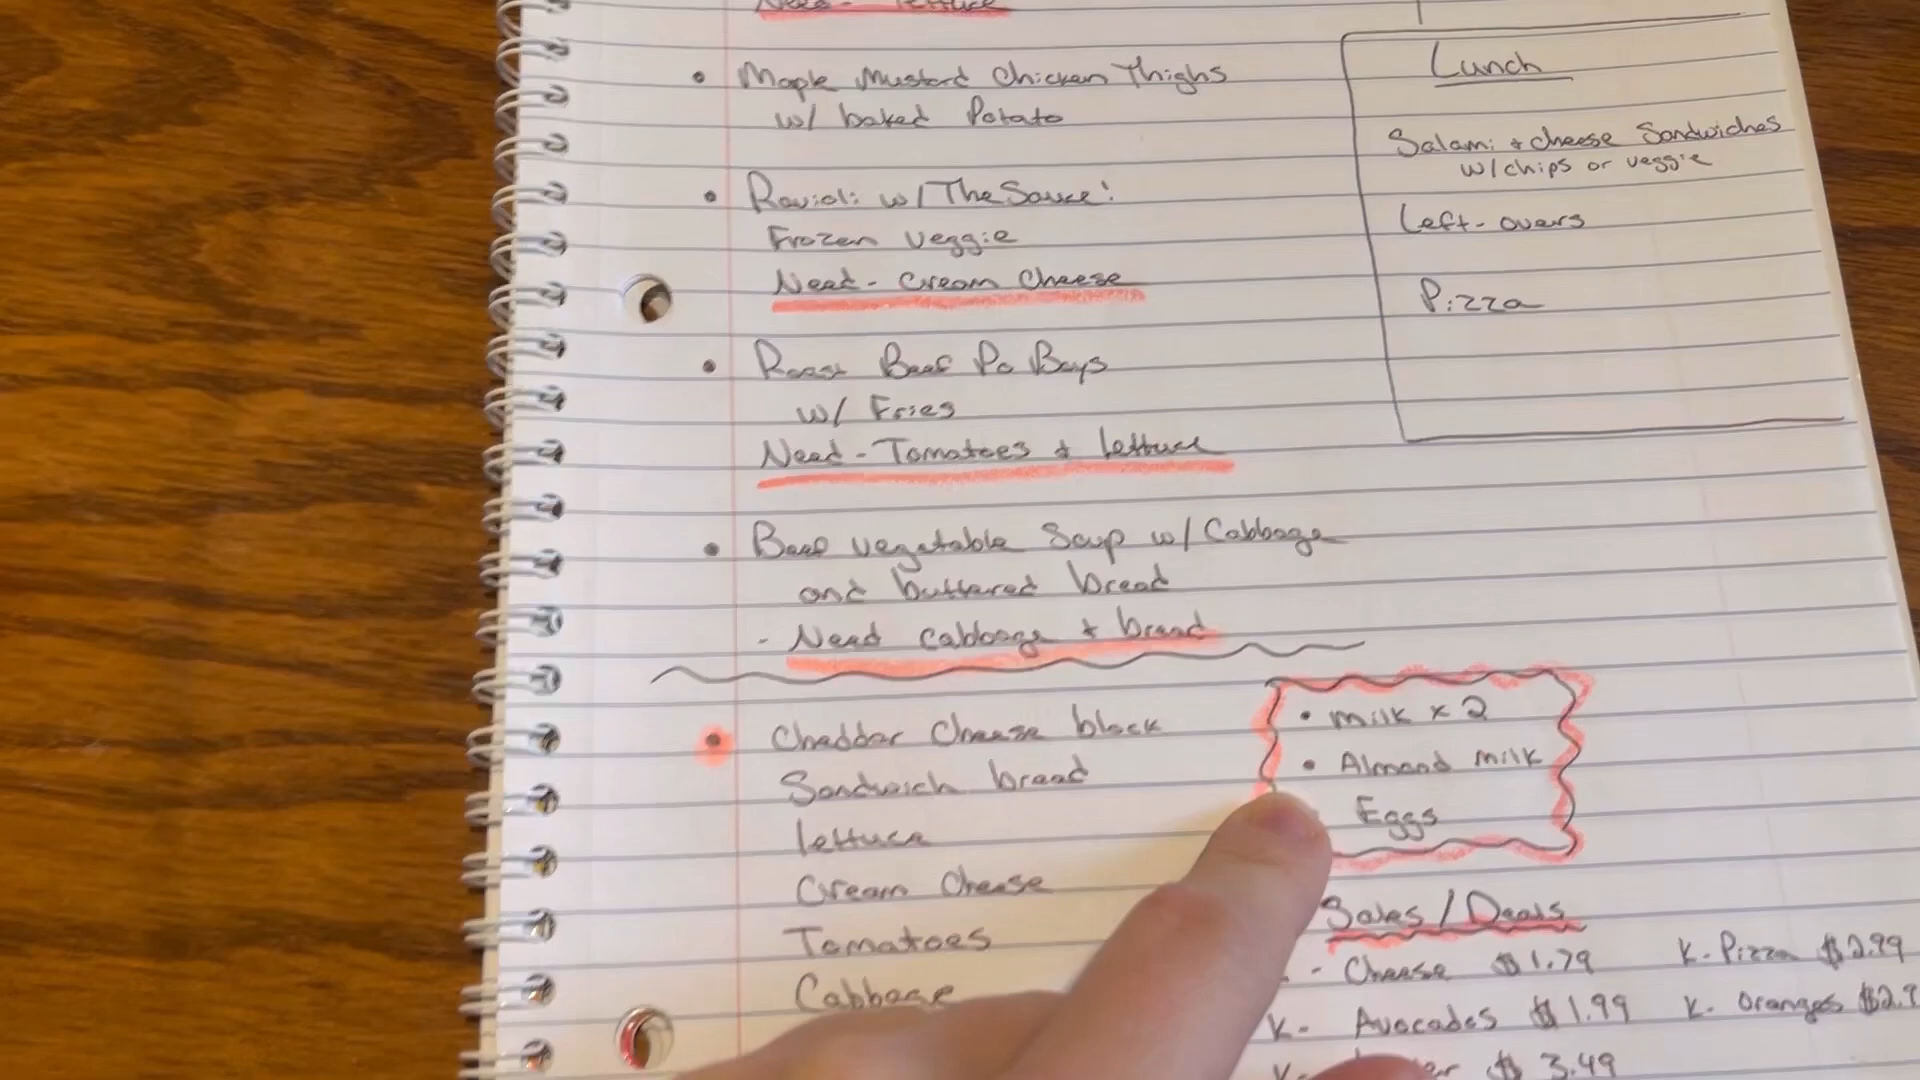 Need - lettuce
• Maple Mustard Chicken Thighs
w/ baked Potato
• Ravioli w/ The Sauce!
Frozen Veggie
Need - Cream Cheese
• Roast Beef Po Boys
w/ Fries
Need - Tomatoes & lettuce
• Beef vegetable Soup w/ Cabbage
and buttered bread
- Need cabbage & bread
• Cheddar Cheese block
Sandwich bread
lettuce
Cream Cheese
Tomatoes
Cabbage
Lunch
Salami & cheese Sandwiches
w/ chips or veggie
Left-overs
Pizza
• Milk x 2
• Almond Milk
Eggs
Sales / Deals
- Cheese $1.79
K- Avocados $1.99
$3.49
K- Pizza $2.99
K- Oranges